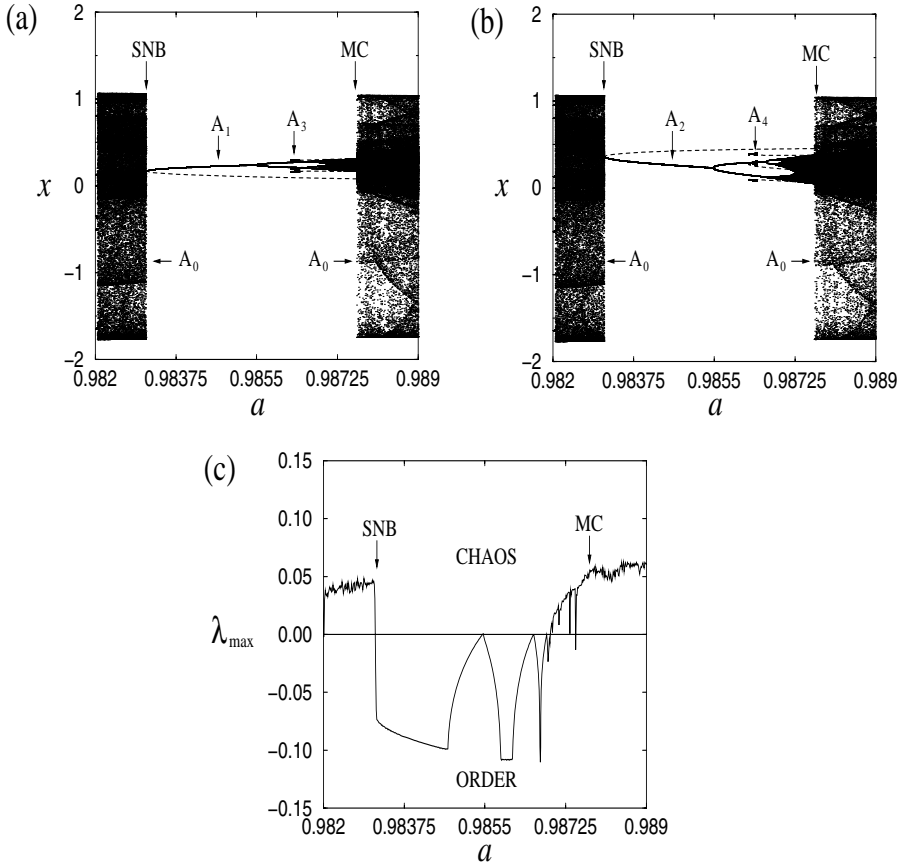 (a)
2
SNB
MC
1
A1
A3
x
0
A0
A0
−1
−2
0.982
0.98375
0.9855
0.98725
0.989
a
(b)
2
SNB
MC
1
A2
A4
x
0
A0
A0
−1
−2
0.982
0.98375
0.9855
0.98725
0.989
a
(c)
0.15
0.10
SNB
MC
CHAOS
0.05
λmax
0.00
−0.05
−0.10
ORDER
−0.15
0.982
0.98375
0.9855
0.98725
0.989
a